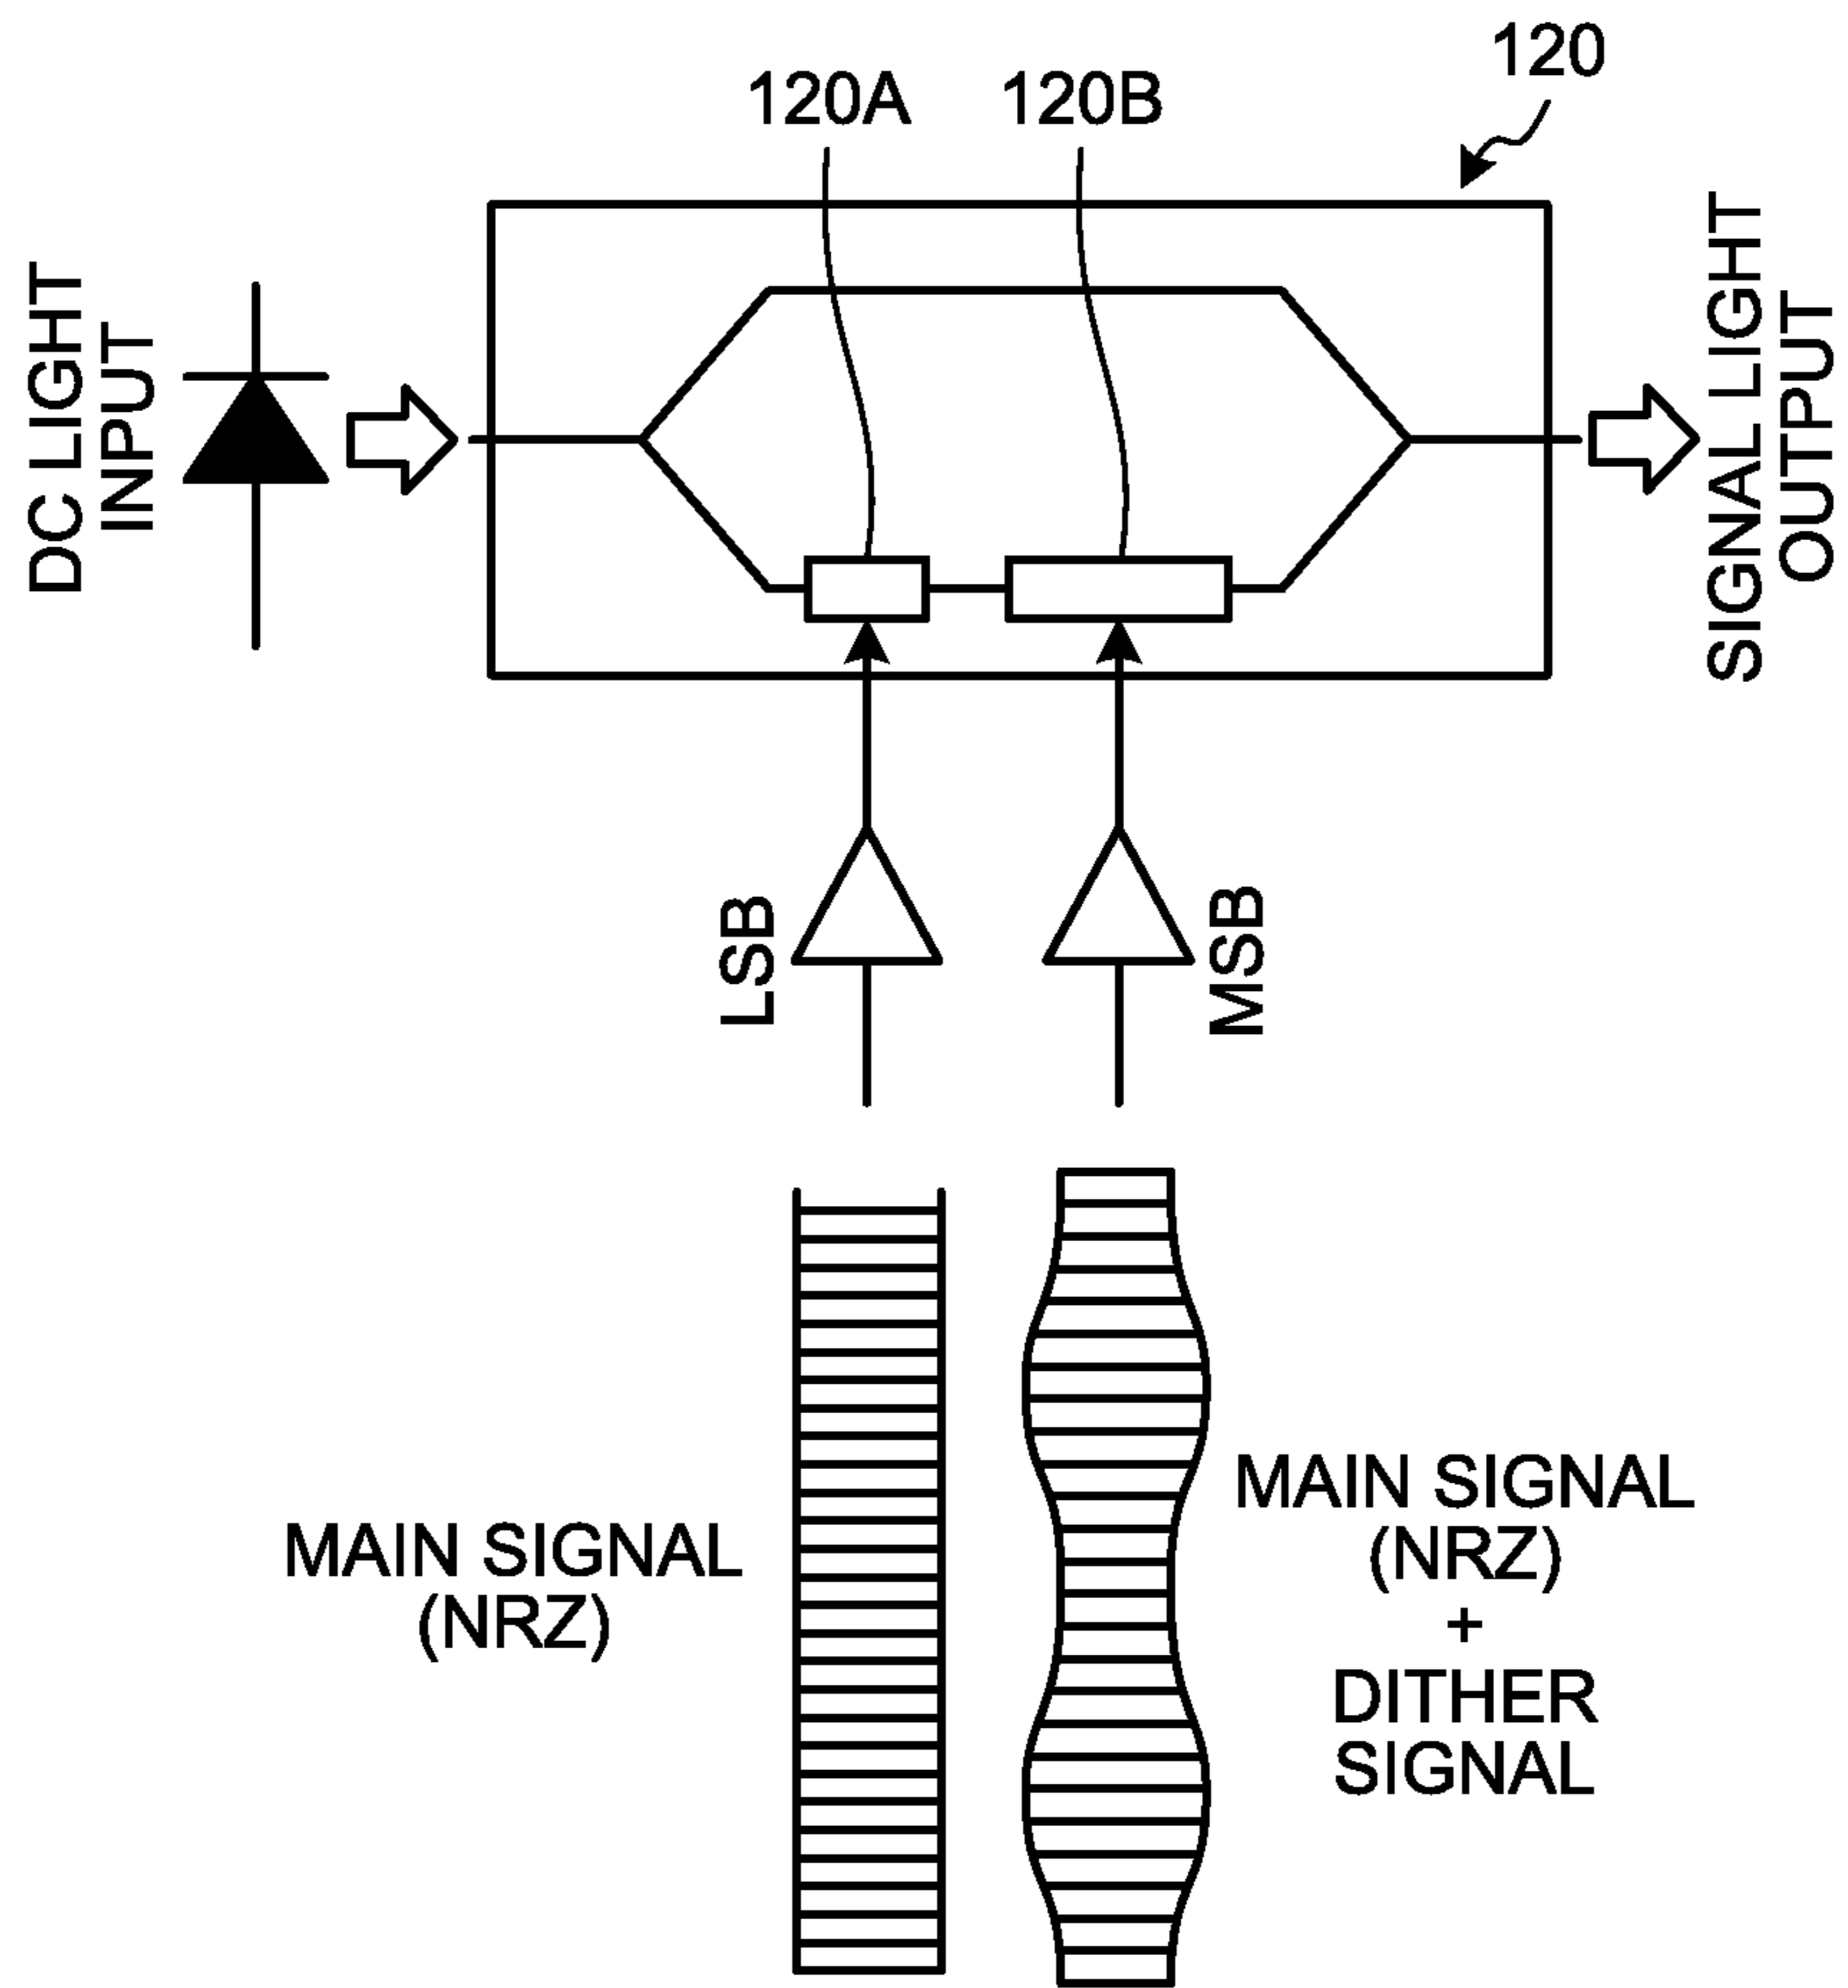 120
120A
120B
DC LIGHT
INPUT
SIGNAL LIGHT
OUTPUT
LSB
MSB
MAIN SIGNAL
(NRZ)
MAIN SIGNAL
(NRZ)
+
DITHER
SIGNAL